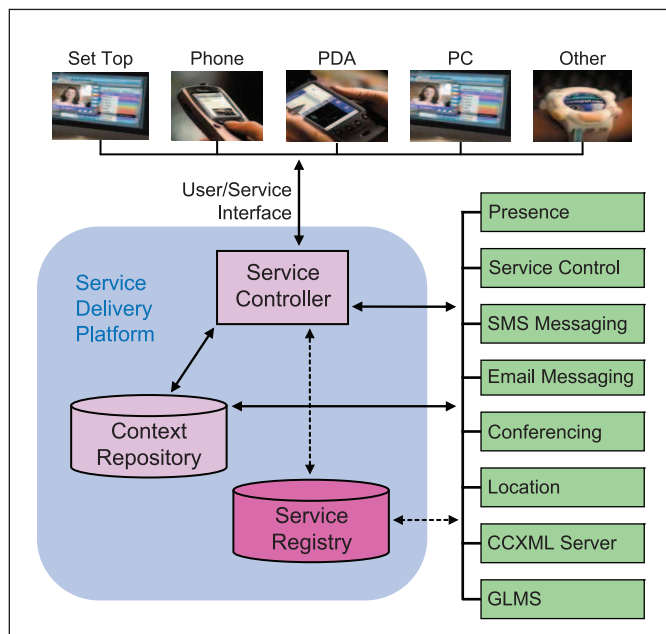 Set Top
Phone
PDA
PC
Other
User/Service
Interface
Service
Delivery
Platform
Service
Controller
Context
Repository
Service
Registry
Presence
Service Control
SMS Messaging
Email Messaging
Conferencing
Location
CCXML Server
GLMS